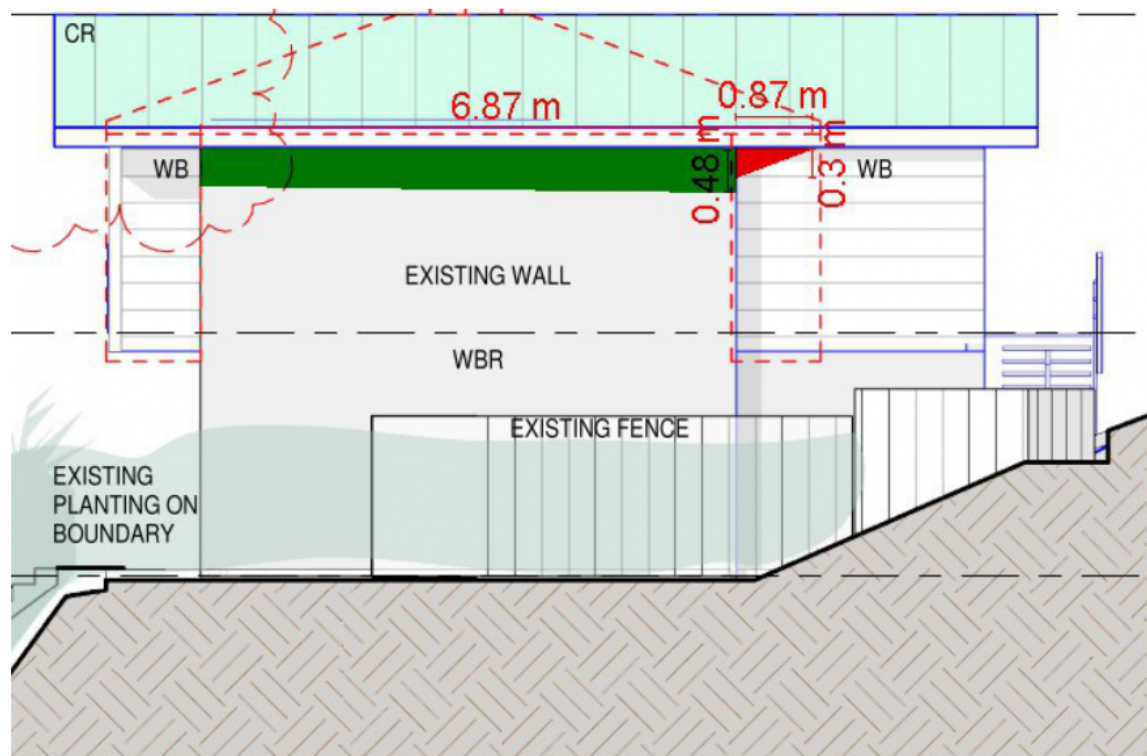 CR
6.87 m
0.87 m
WB
0.48 m
0.3 m
WB
EXISTING WALL
WBR
EXISTING FENCE
EXISTING
PLANTING ON
BOUNDARY